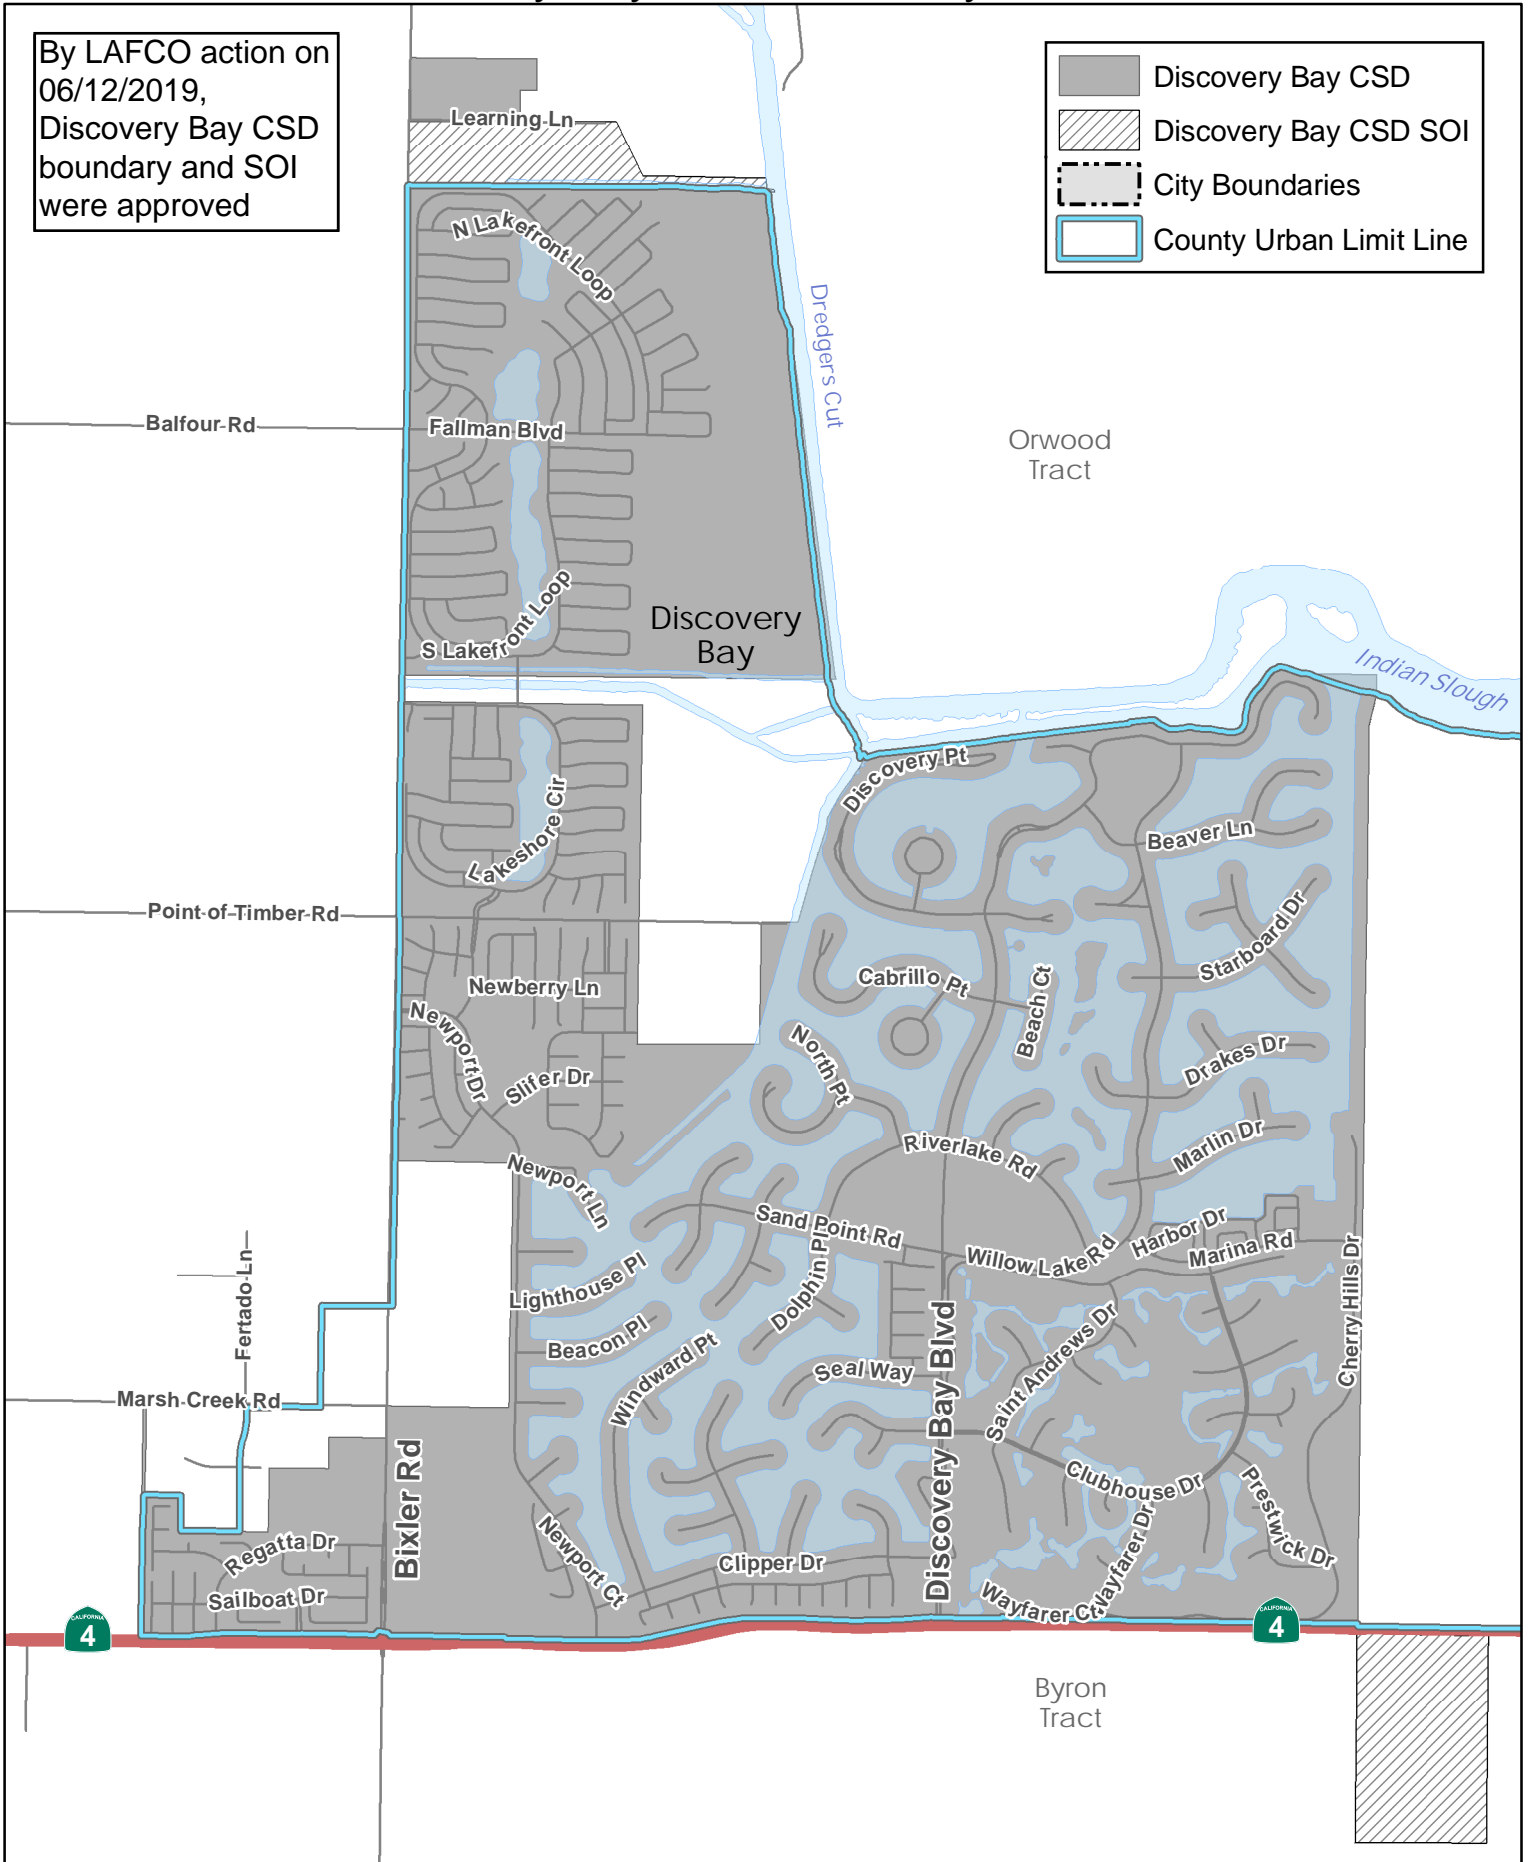 By LAFCO action on
06/12/2019,
Discovery Bay CSD
boundary and SOI
were approved
Discovery Bay CSD
Discovery Bay CSD SOI
City Boundaries
County Urban Limit Line
Learning Ln
N Lakefront Loop
Dredgers Cut
Balfour Rd
Fallman Blvd
Orwood
Tract
S Lakefront Loop
Discovery
Bay
Indian Slough
Discovery Pt
Lakeshore Cir
Beaver Ln
Point of Timber Rd
Starboard Dr
Cabrillo Pt
Newberry Ln
Beach Ct
Newport Dr
North Pt
Slifer Dr
Drakes Dr
Riverlake Rd
Marlin Dr
Newport Ln
Sand Point Rd
Harbor Dr
Willow Lake Rd
Marina Rd
Fertado Ln
Lighthouse Pl
Dolphin Pl
Cherry Hills Dr
Beacon Pl
Windward Pt
Seal Way
Saint Andrews Dr
Marsh Creek Rd
Discovery Bay Blvd
Bixler Rd
Clubhouse Dr
Prestwick Dr
Newport Ct
Regatta Dr
Clipper Dr
Wayfarer Dr
Sailboat Dr
Wayfarer Ct
CALIFORNIA
4
CALIFORNIA
4
Byron
Tract